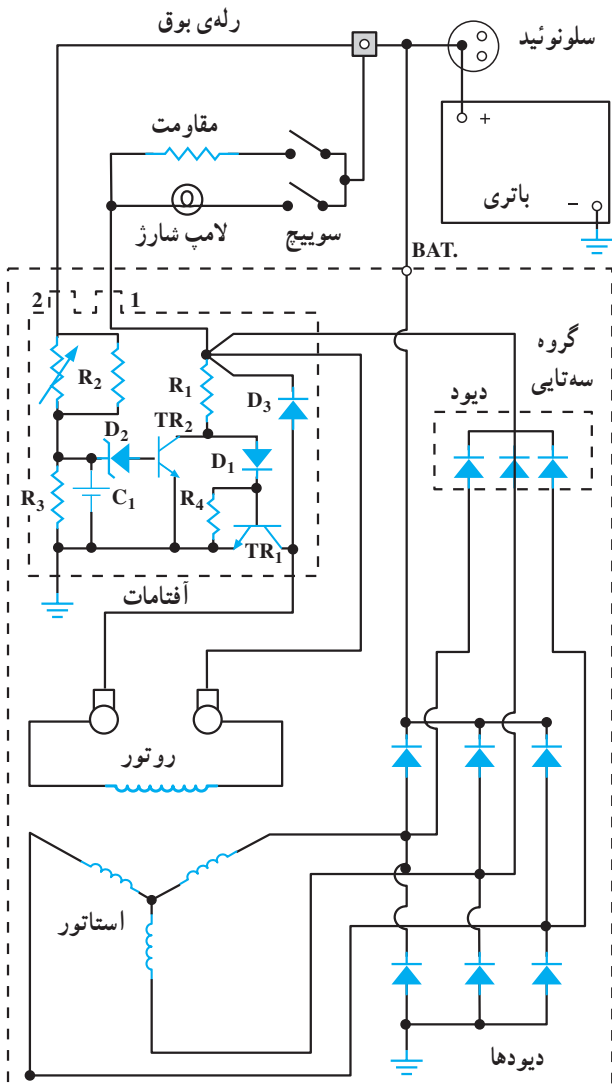 رله‌ی بوق
سلونوئید
مقاومت
+
باتری
−
لامپ شارژ
سوییچ
BAT.
2
1
گروه
سه‌تایی
دیود
R2
R1
D3
TR2
D2
D1
R3
C1
R4
TR1
آفتامات
روتور
استاتور
دیودها